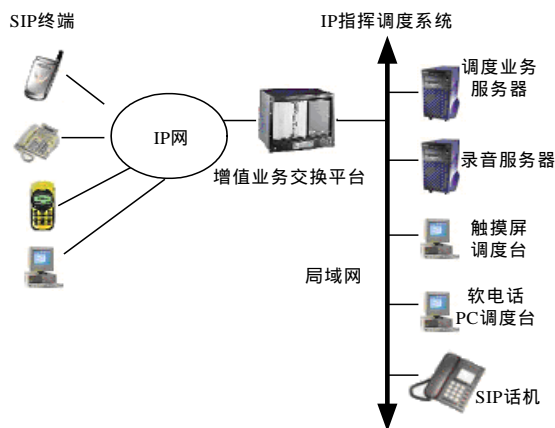 SIP终端
IP指挥调度系统
IP网
增值业务交换平台
局域网
调度业务
服务器
录音服务器
触摸屏
调度台
软电话
PC调度台
SIP话机